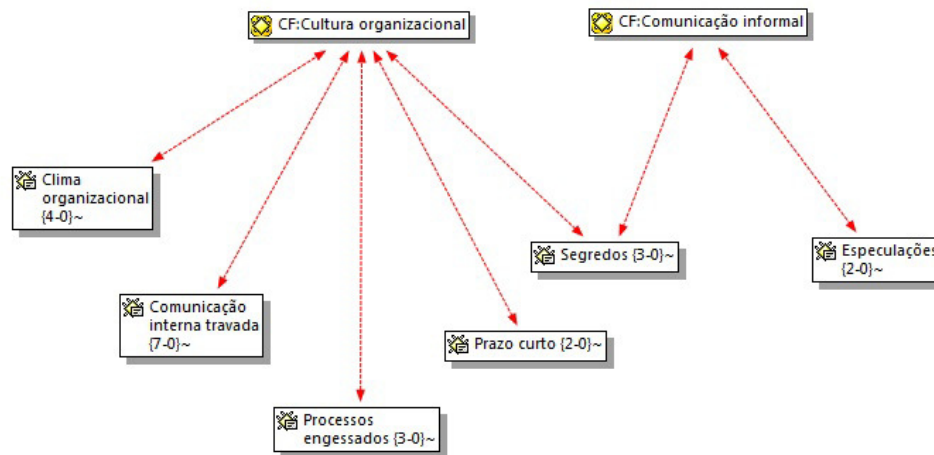 CF:Cultura organizacional
CF:Comunicação informal
Clima
organizacional
{4-0}~
Segredos {3-0}~
Especulações
{2-0}~
Comunicação
interna travada
{7-0}~
Prazo curto {2-0}~
Processos
engessados {3-0}~